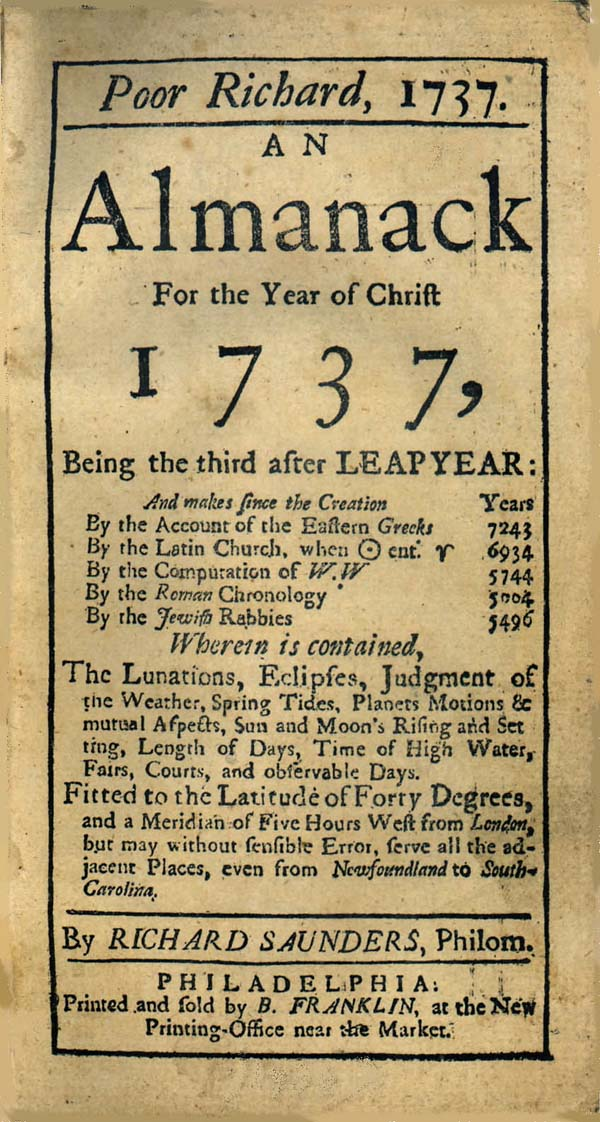 Poor Richard, 1737.
AN
Almanack
For the Year of Chriſt
1737,
Being the third after LEAP YEAR:
And makes ſince the Creation Years
By the Account of the Eaſtern Greeks 7243
By the Latin Church, when ☉ ent. ♈ 6934
By the Computation of W.W 5744
By the Roman Chronology 5004
By the Jewiſh Rabbies 5496
Wherein is contained,
The Lunations, Eclipſes, Judgment of
the Weather, Spring Tides, Planets Motions &
mutual Aſpects, Sun and Moon's Riſing and Set
ting, Length of Days, Time of High Water,
Fairs, Courts, and obſervable Days.
Fitted to the Latitude of Forty Degrees,
and a Meridian of Five Hours Weſt from London,
but may without ſenſible Error, ſerve all the ad-
jacent Places, even from Newfoundland to South-
Carolina.
By RICHARD SAUNDERS, Philom.
PHILADELPHIA:
Printed and ſold by B. FRANKLIN, at the New
Printing-Office near the Market.